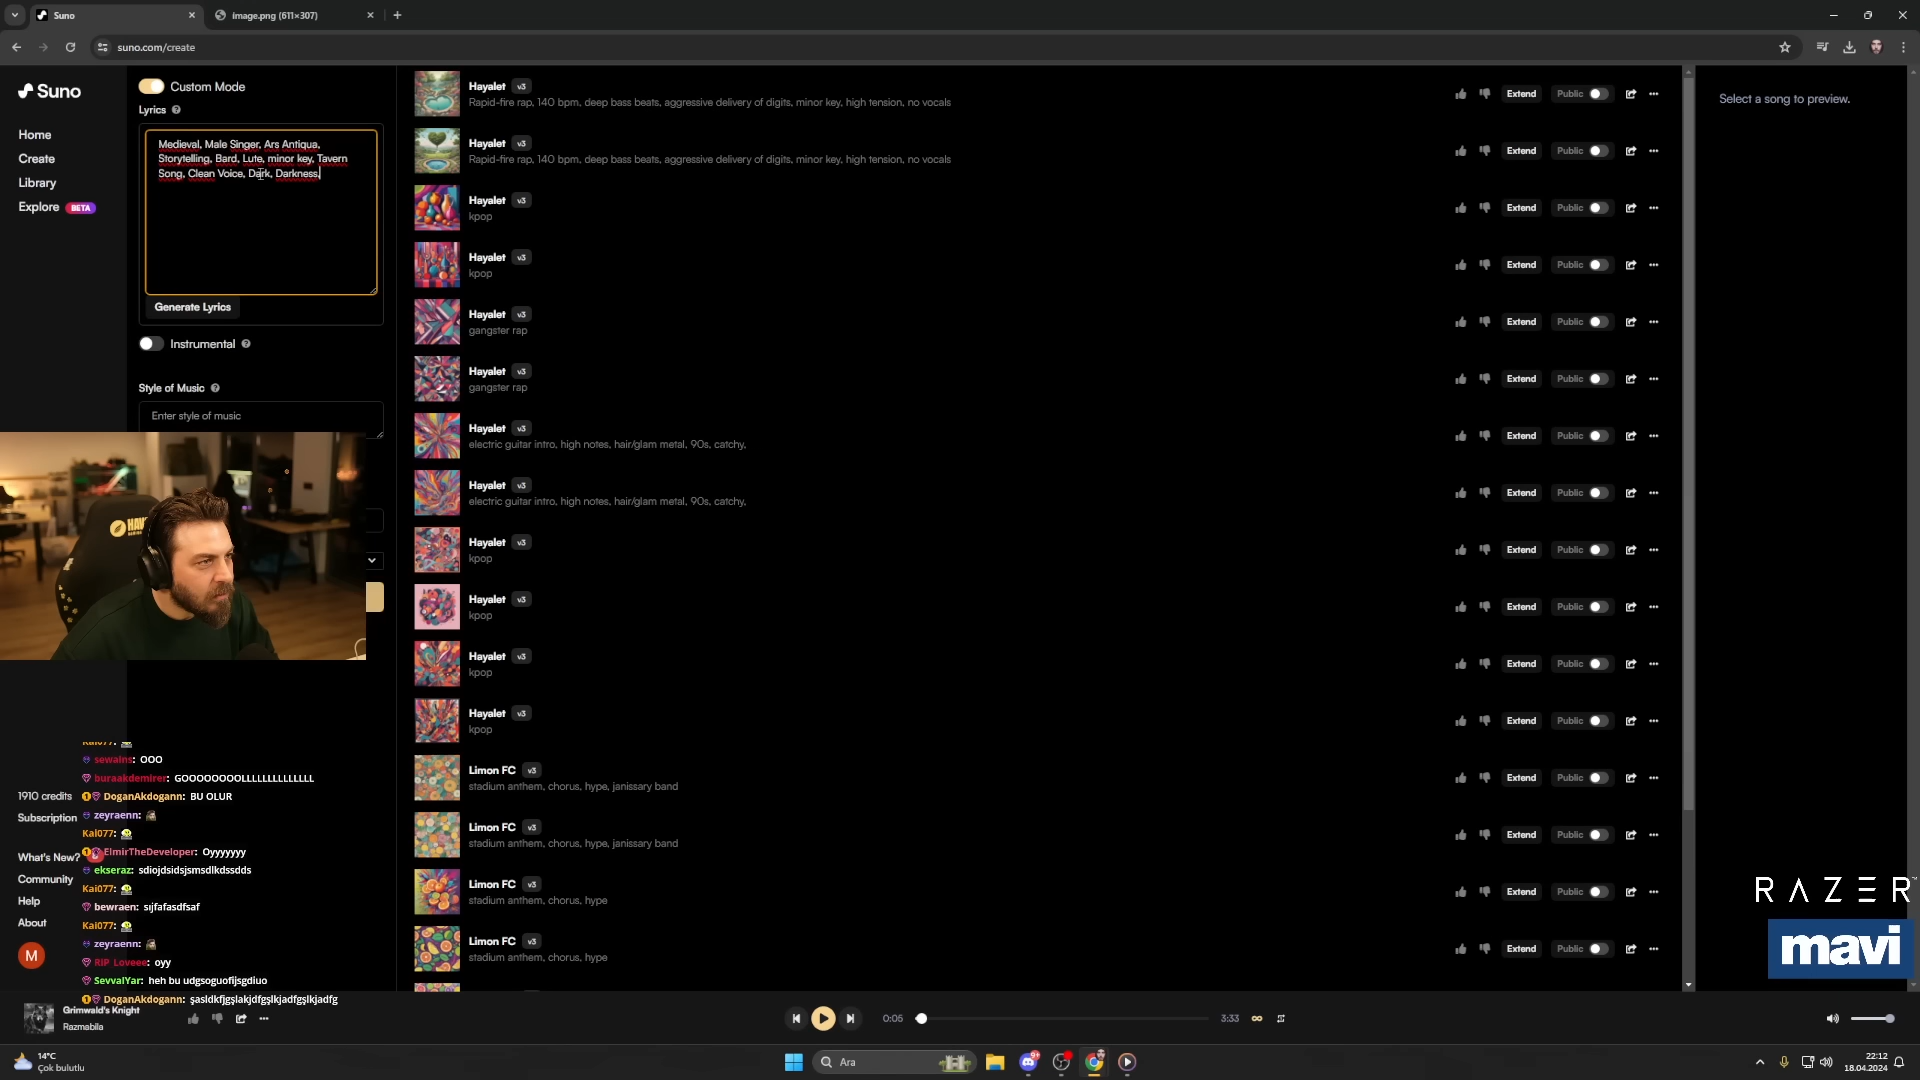 Suno
image.png (611×307)
suno.com/create
Suno
Home
Create
Library
Explore BETA
Custom Mode
Lyrics
Medieval, Male Singer, Ars Antiqua,
Storytelling, Bard, Lute, minor key, Tavern
Song, Clean Voice, Dark, Darkness,
Generate Lyrics
Instrumental
Style of Music
Enter style of music
Hayalet v3
Rapid-fire rap, 140 bpm, deep bass beats, aggressive delivery of digits, minor key, high tension, no vocals
Extend Public
Hayalet v3
Rapid-fire rap, 140 bpm, deep bass beats, aggressive delivery of digits, minor key, high tension, no vocals
Extend Public
Hayalet v3
kpop
Extend Public
Hayalet v3
kpop
Extend Public
Hayalet v3
gangster rap
Extend Public
Hayalet v3
gangster rap
Extend Public
Hayalet v3
electric guitar intro, high notes, hair/glam metal, 90s, catchy,
Extend Public
Hayalet v3
electric guitar intro, high notes, hair/glam metal, 90s, catchy,
Extend Public
Hayalet v3
kpop
Extend Public
Hayalet v3
kpop
Extend Public
Hayalet v3
kpop
Extend Public
Hayalet v3
kpop
Extend Public
Limon FC v3
stadium anthem, chorus, hype, janissary band
Extend Public
Limon FC v3
stadium anthem, chorus, hype, janissary band
Extend Public
Limon FC v3
stadium anthem, chorus, hype
Extend Public
Limon FC v3
stadium anthem, chorus, hype
Extend Public
Select a song to preview.
Kai077:
sewains: OOO
buraakdemirer: GOOOOOOOOLLLLLLLLLLLLLL
1910 credits
DoganAkdogann: BU OLUR
Subscription
zeyraenn:
Kai077:
What's New?
ElmirTheDeveloper: Oyyyyyyy
ekseraz: sdiojdsidsjsmsdlkdssdds
Community
Kai077:
Help
bewraen: sıjfafasdfsaf
About
Kai077:
zeyraenn:
M
RIP_Loveee: oyy
SevvalYar: heh bu udgsoguofijsgdiuo
DoganAkdogann: şasldkfjgşlakjdfgşlkjadfgşlkjadfg
RAZER
mavi
Grimwald's Knight
Razmabila
0:05
3:33
14°C
Çok bulutlu
Ara
22:12
18.04.2024